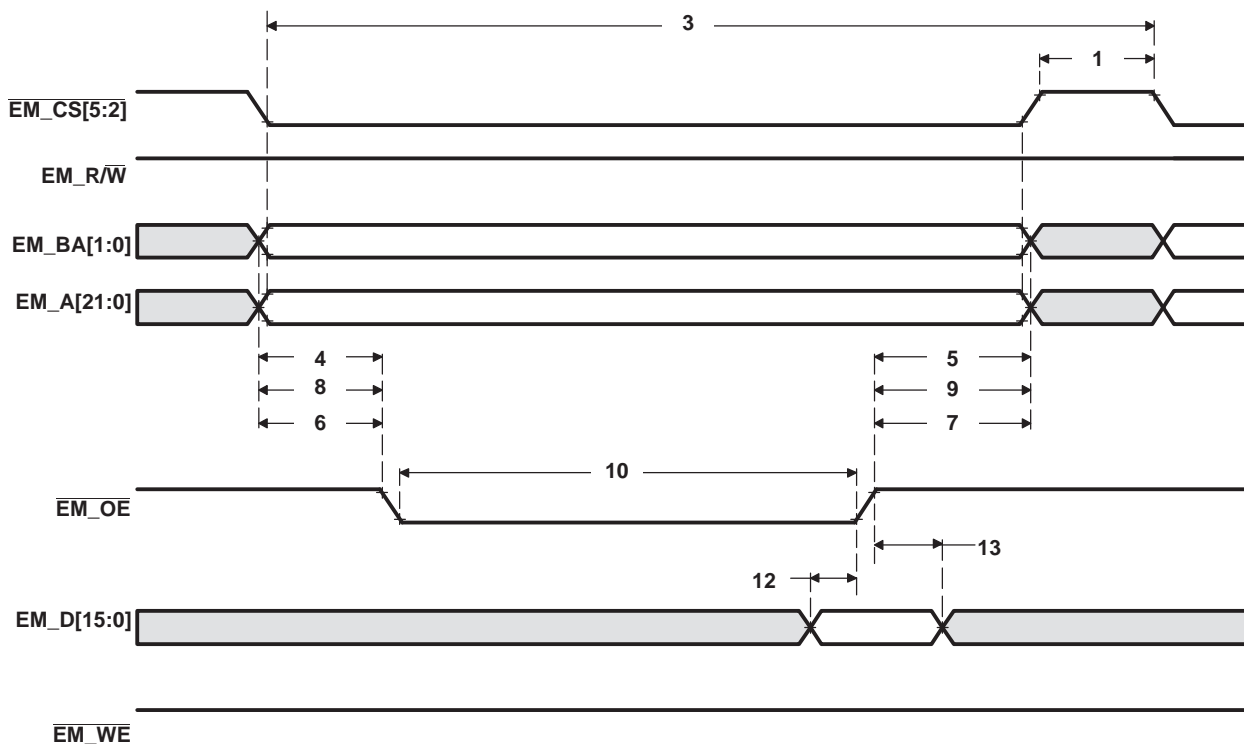 3
1
EM_CS[5:2]
EM_R/W
EM_BA[1:0]
EM_A[21:0]
4 5
8 9
6 7
10
EM_OE
13
12
EM_D[15:0]
EM_WE